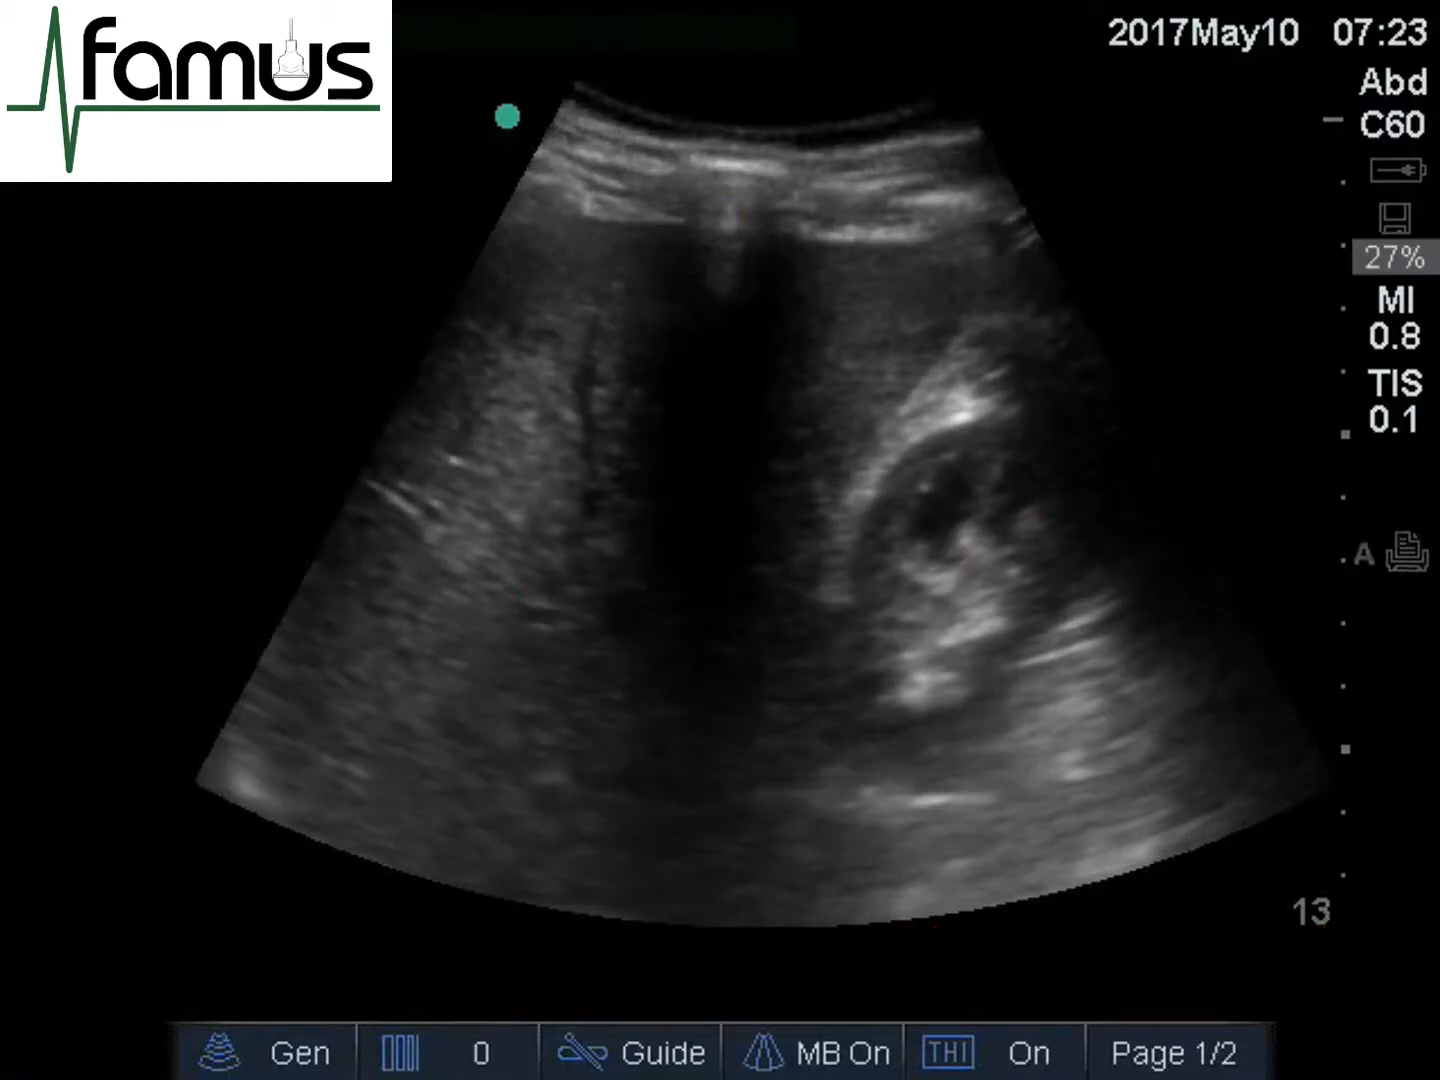 famus
2017May10 07:23
Abd
C60
27%
MI
0.8
TIS
0.1
A
13
Gen
0
Guide
MB On
THI On
Page 1/2